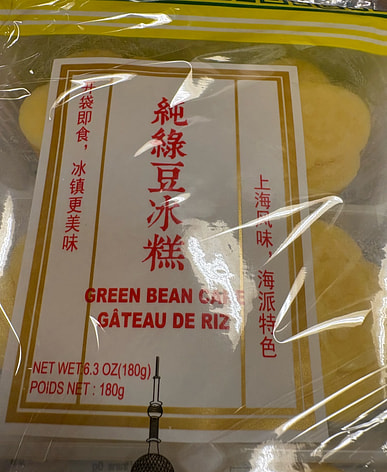 开袋即食，冰镇更美味
純綠豆冰糕
上海风味，海派特色
GREEN BEAN CAKE
GÂTEAU DE RIZ
NET WET:6.3 OZ(180g)
POIDS NET : 180g